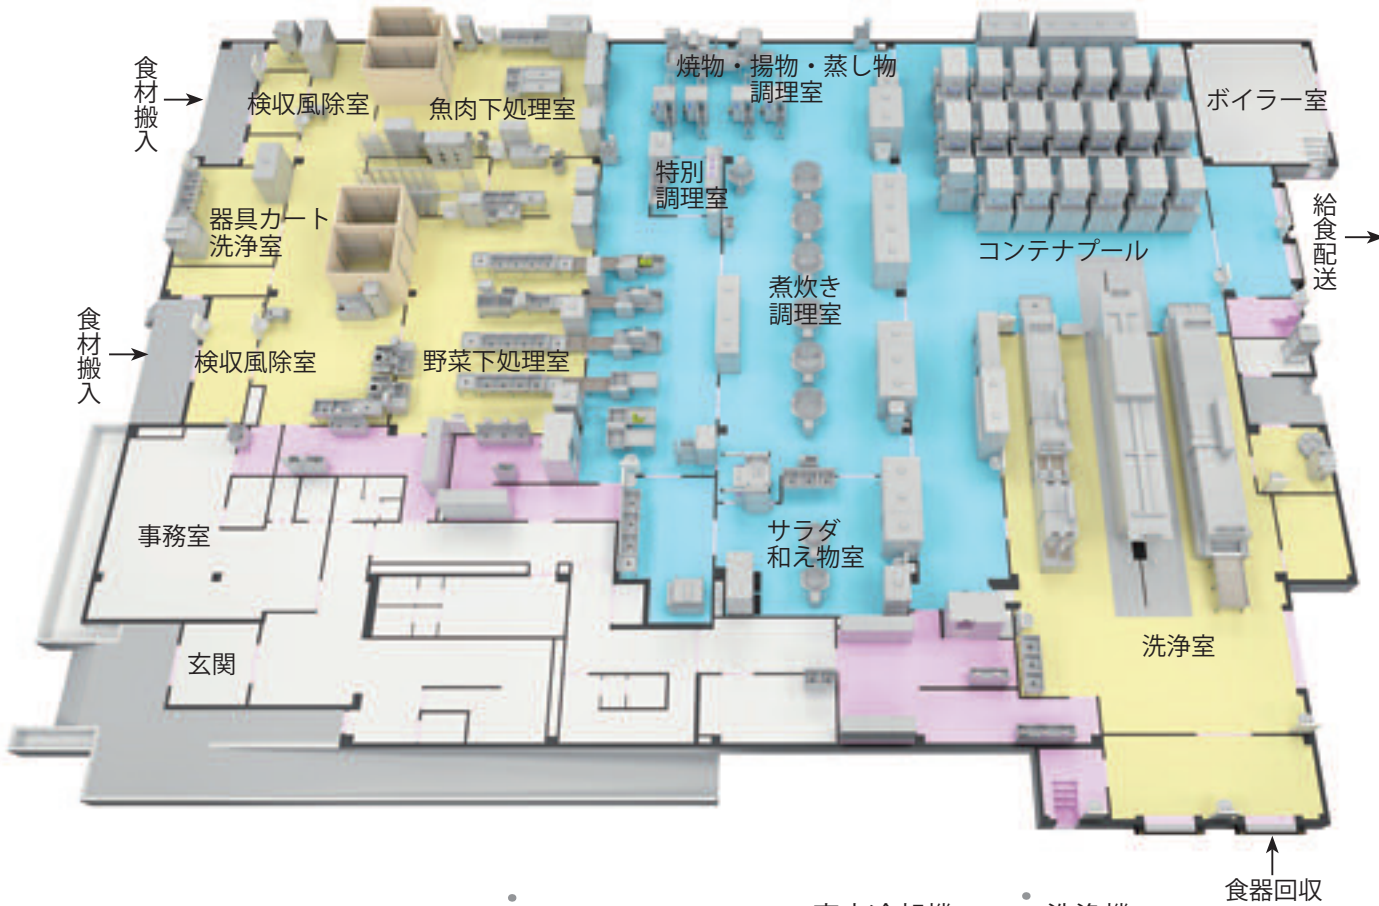 食材搬入
検収風除室
魚肉下処理室
焼物・揚物・蒸し物
調理室
ボイラー室
特別
調理室
器具カート
洗浄室
コンテナプール
給食配送
煮炊き
調理室
食材搬入
検収風除室
野菜下処理室
事務室
サラダ
和え物室
玄関
洗浄室
食器回収